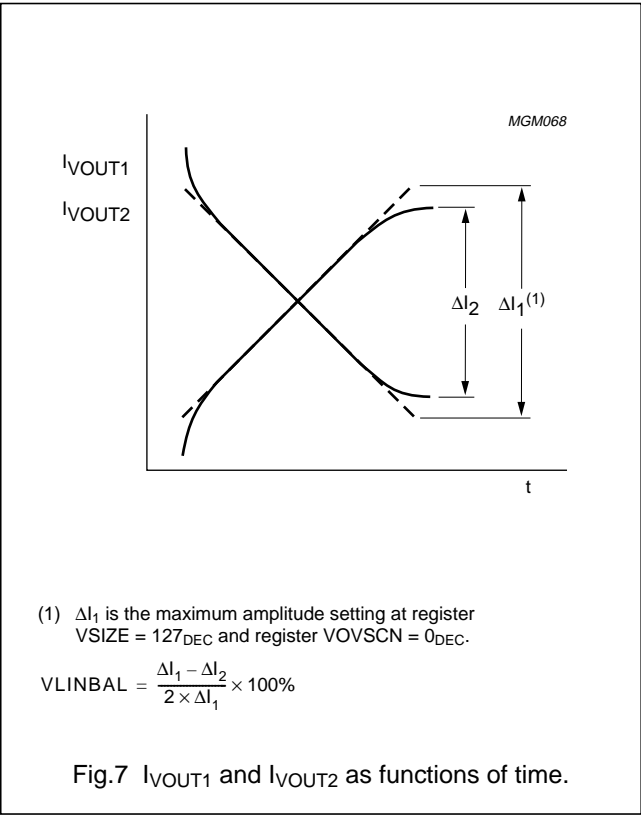 MGM068
IVOUT1
IVOUT2
ΔI2
ΔI1(1)
t
(1) ΔI1 is the maximum amplitude setting at register
VSIZE = 127DEC and register VOVSCN = 0DEC.
VLINBAL = (ΔI1 – ΔI2) / (2 × ΔI1) × 100%
Fig.7 IVOUT1 and IVOUT2 as functions of time.